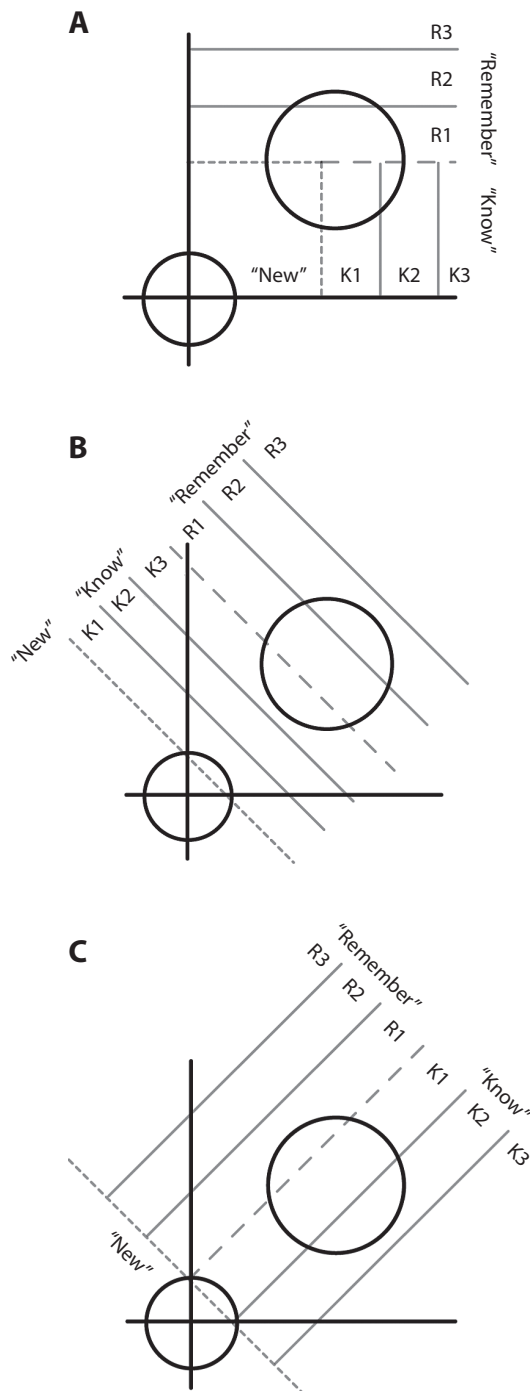 A
R3
R2
R1
"Remember"
"Know"
"New"
K1
K2
K3
B
"New"
K1
"Know"
K2
K3
R1
"Remember"
R2
R3
C
R3
"Remember"
R2
R1
K1
"Know"
K2
K3
"New"